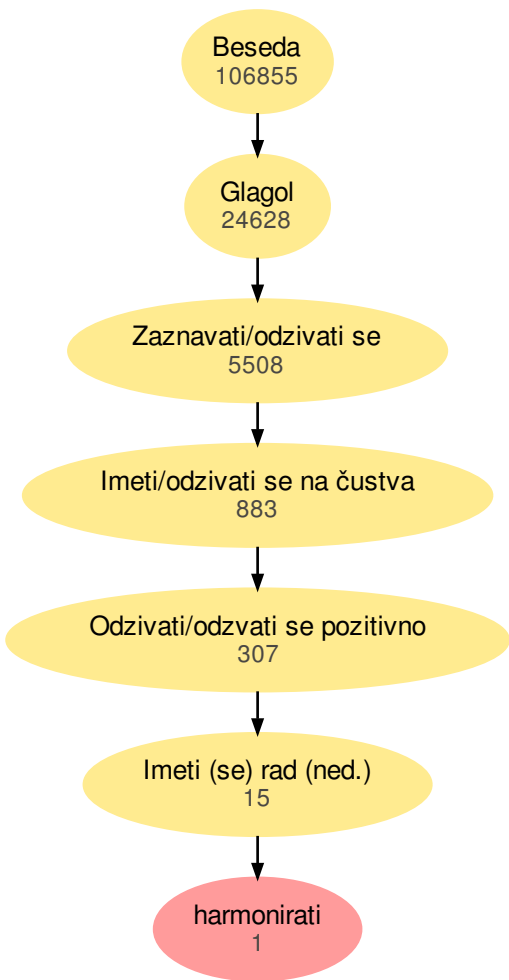 Beseda
106855
Glagol
24628
Zaznavati/odzivati se
5508
Imeti/odzivati se na čustva
883
Odzivati/odzvati se pozitivno
307
Imeti (se) rad (ned.)
15
harmonirati
1